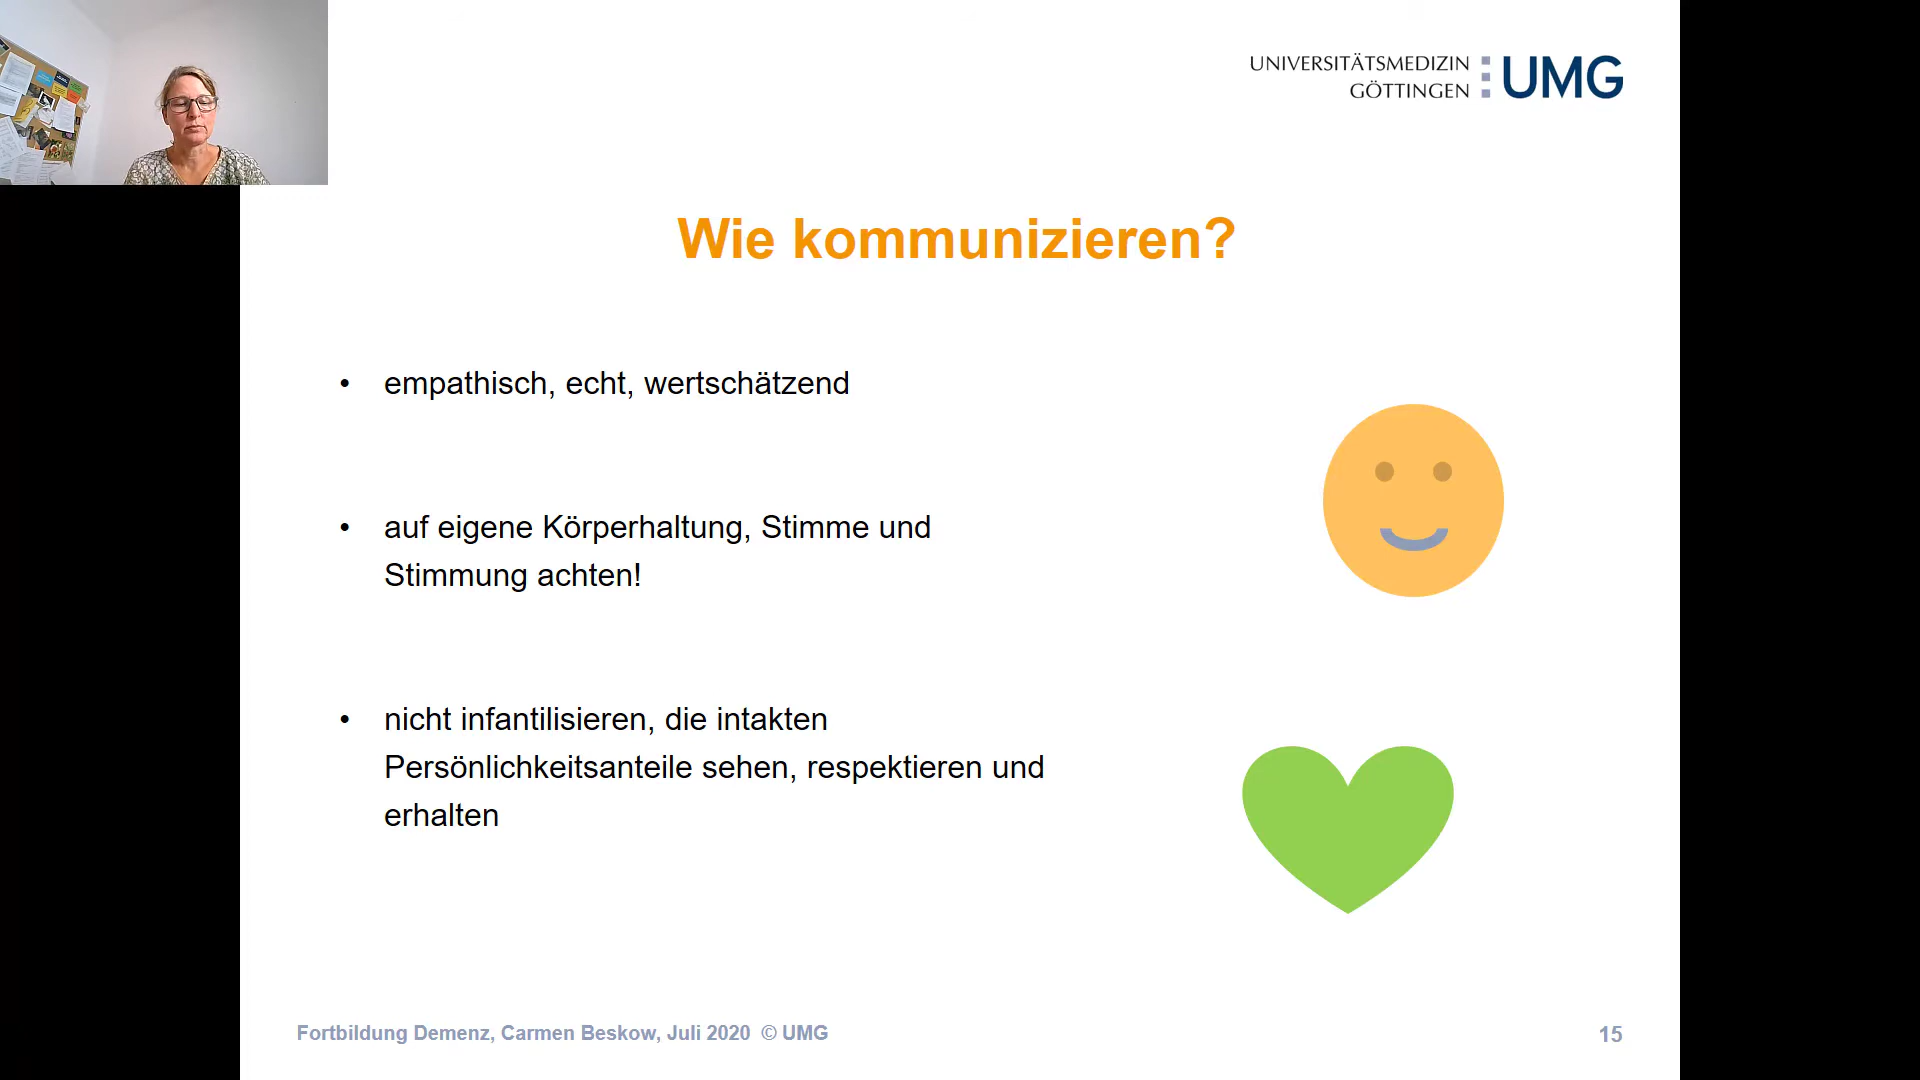 UNIVERSITÄTSMEDIZIN
GÖTTINGEN
UMG
Wie kommunizieren?
• empathisch, echt, wertschätzend
• auf eigene Körperhaltung, Stimme und
Stimmung achten!
• nicht infantilisieren, die intakten
Persönlichkeitsanteile sehen, respektieren und
erhalten
Fortbildung Demenz, Carmen Beskow, Juli 2020 © UMG
15